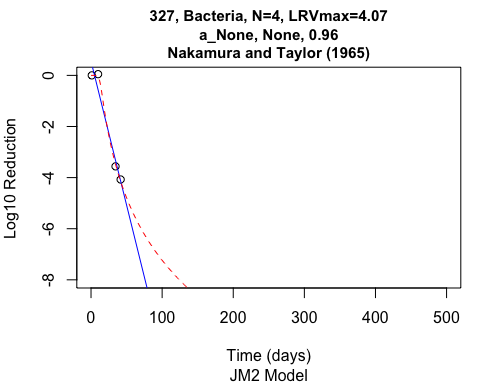 327, Bacteria, N=4, LRVmax=4.07
a_None, None, 0.96
Nakamura and Taylor (1965)
Log10 Reduction
0
-2
-4
-6
-8
0 100 200 300 400 500
Time (days)
JM2 Model